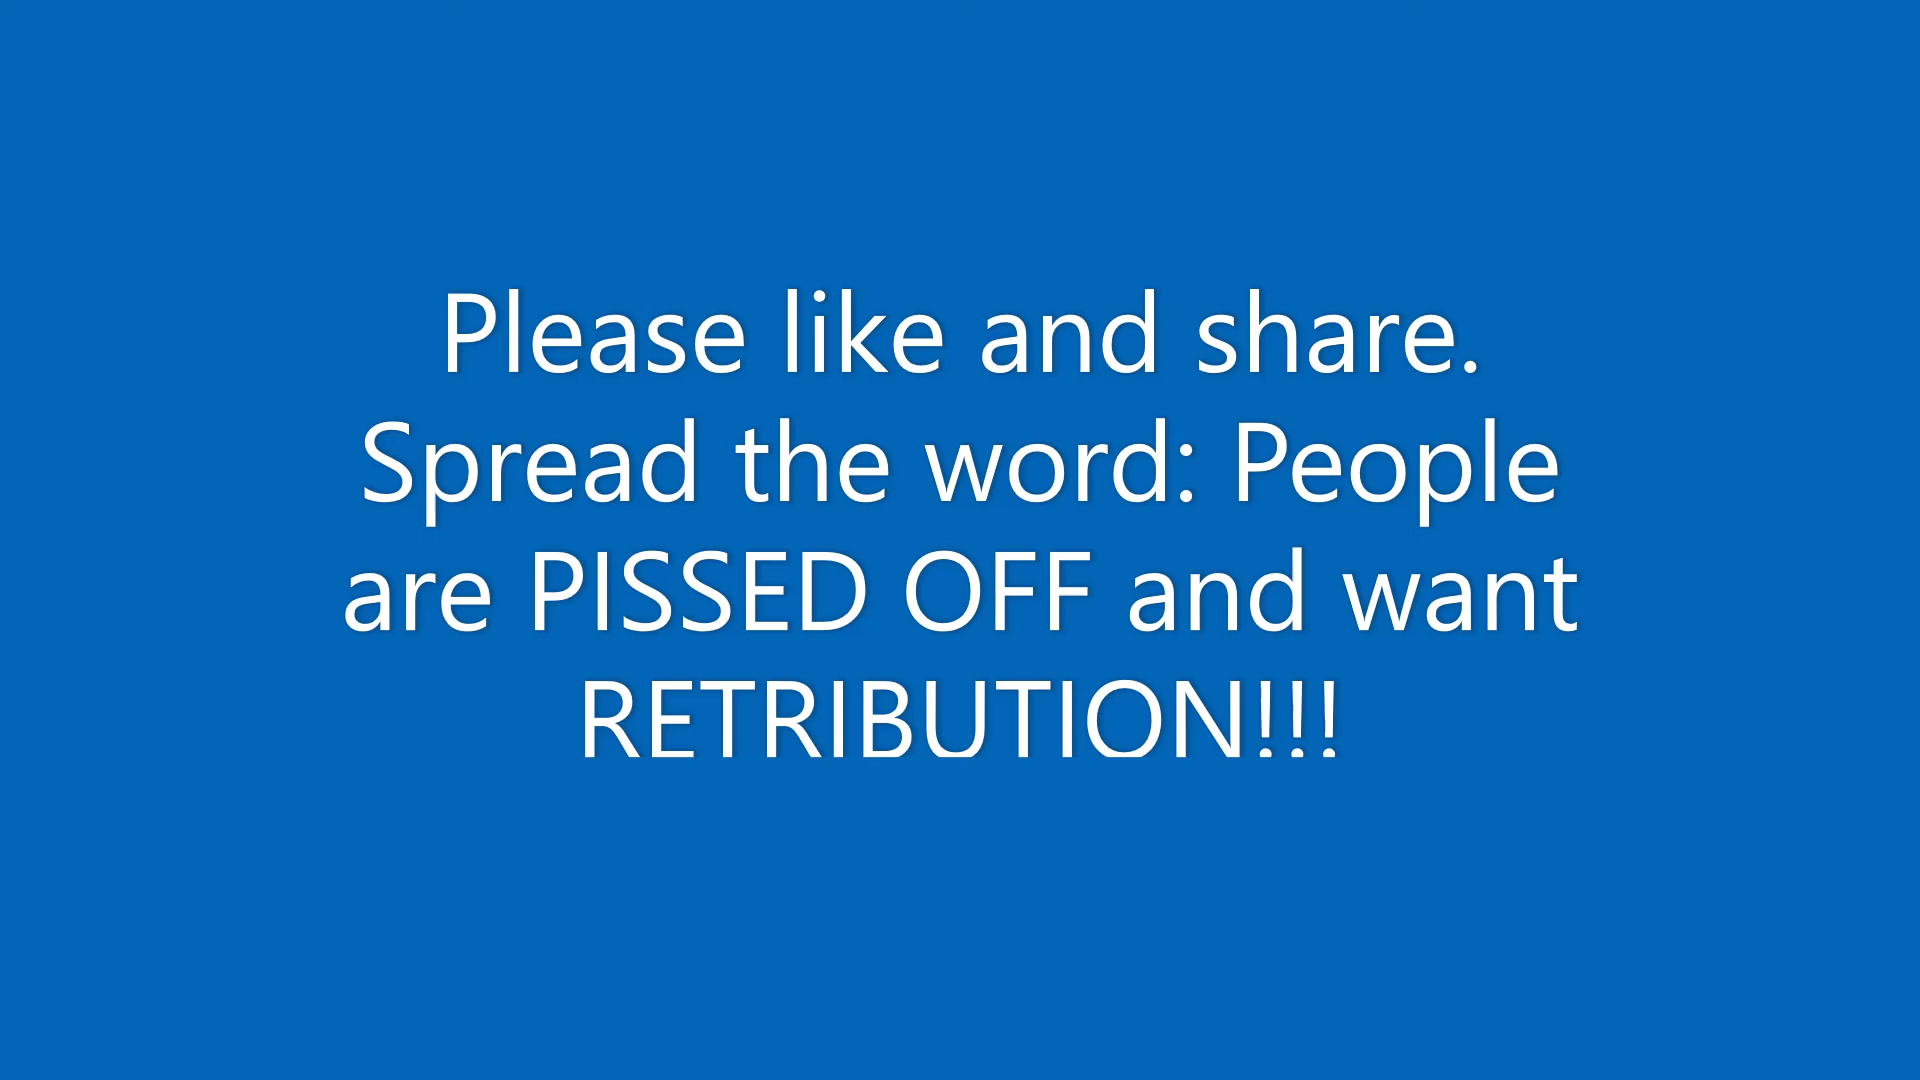 Please like and share.
Spread the word: People
are PISSED OFF and want
RETRIBUTION!!!